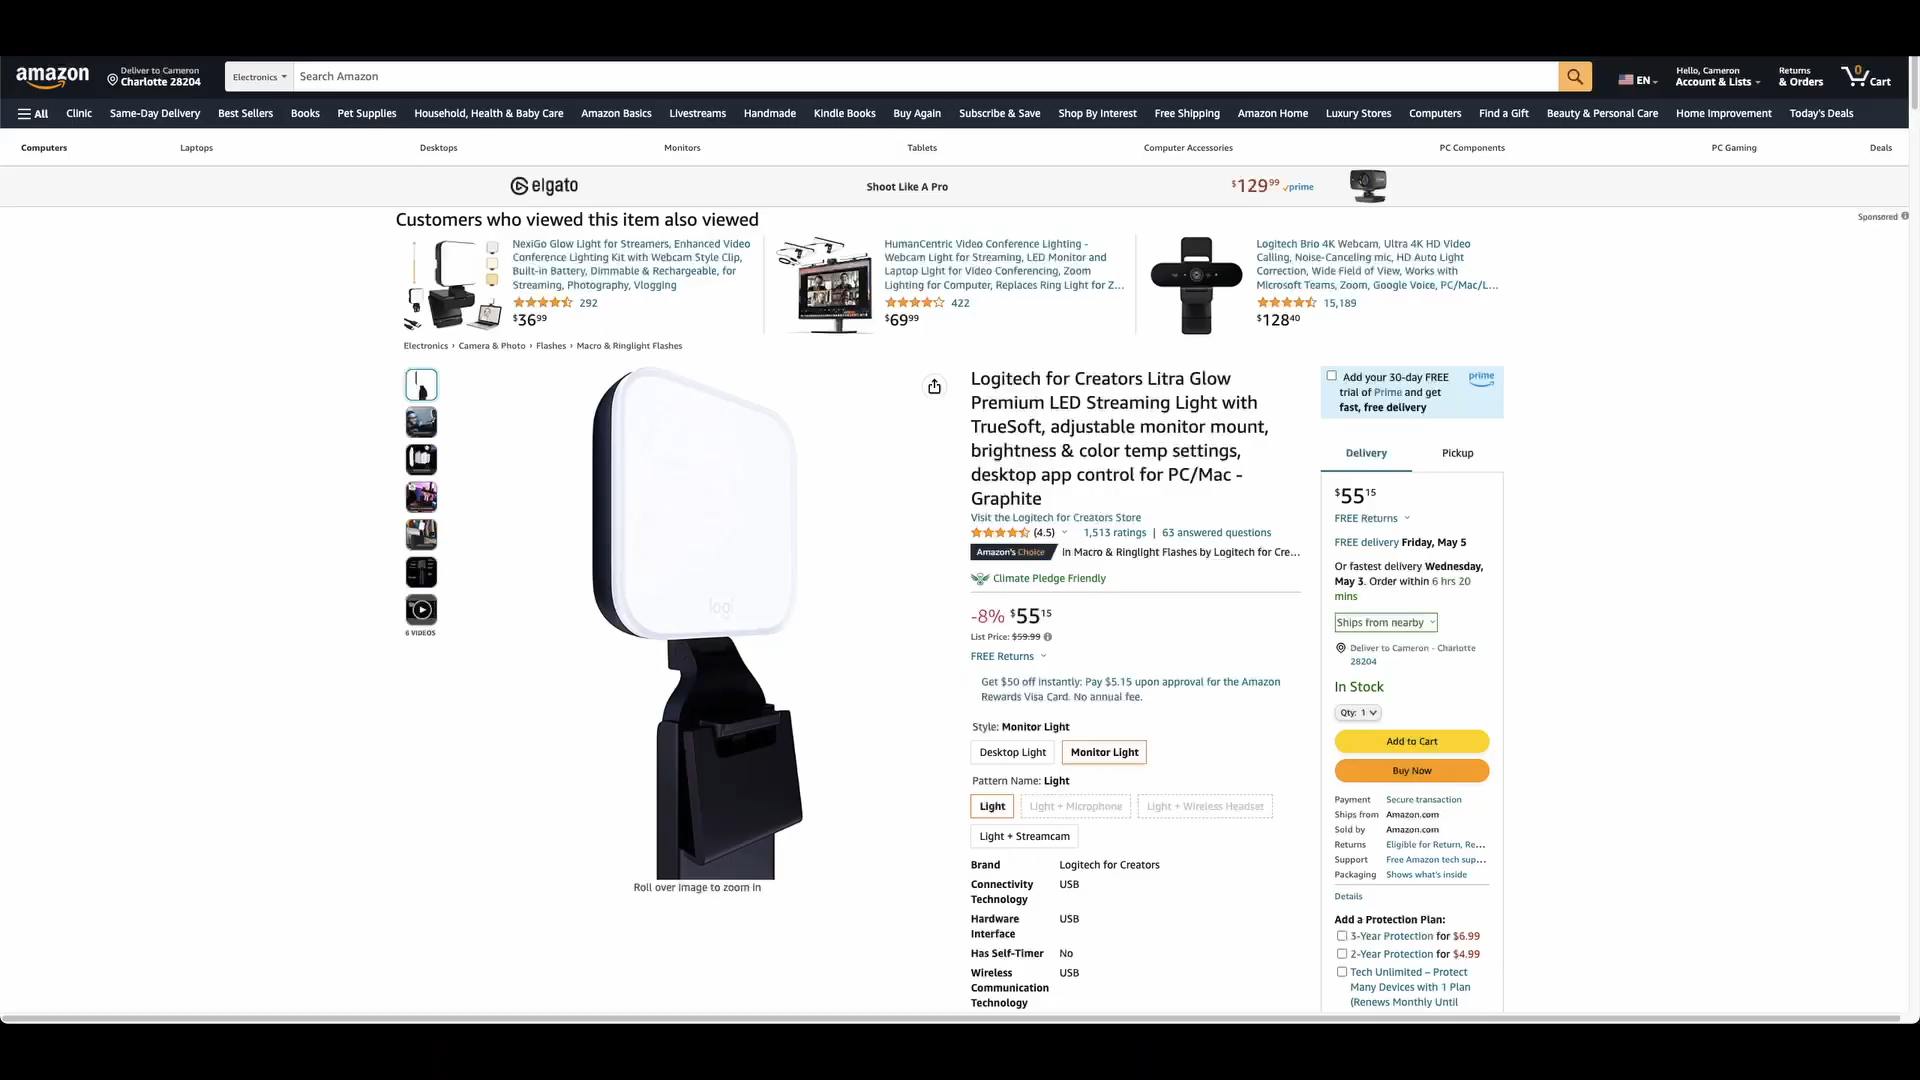 amazon
Deliver to Cameron
Charlotte 28204
Electronics
Search Amazon
EN
Hello, Cameron
Account & Lists
Returns
& Orders
0
Cart
All
Clinic
Same-Day Delivery
Best Sellers
Books
Pet Supplies
Household, Health & Baby Care
Amazon Basics
Livestreams
Handmade
Kindle Books
Buy Again
Subscribe & Save
Shop By Interest
Free Shipping
Amazon Home
Luxury Stores
Computers
Find a Gift
Beauty & Personal Care
Home Improvement
Today's Deals
Computers
Laptops
Desktops
Monitors
Tablets
Computer Accessories
PC Components
PC Gaming
Deals
elgato
Shoot Like A Pro
$129.99 prime
Sponsored
Customers who viewed this item also viewed
NexiGo Glow Light for Streamers, Enhanced Video
Conference Lighting Kit with Webcam Style Clip,
Built-in Battery, Dimmable & Rechargeable, for
Streaming, Photography, Vlogging
292
$36.99
HumanCentric Video Conference Lighting -
Webcam Light for Streaming, LED Monitor and
Laptop Light for Video Conferencing, Zoom
Lighting for Computer, Replaces Ring Light for Z...
422
$69.99
Logitech Brio 4K Webcam, Ultra 4K HD Video
Calling, Noise-Canceling mic, HD Auto Light
Correction, Wide Field of View, Works with
Microsoft Teams, Zoom, Google Voice, PC/Mac/L...
15,189
$128.40
Electronics › Camera & Photo › Flashes › Macro & Ringlight Flashes
6 VIDEOS
logi
Roll over image to zoom in
Logitech for Creators Litra Glow
Premium LED Streaming Light with
TrueSoft, adjustable monitor mount,
brightness & color temp settings,
desktop app control for PC/Mac -
Graphite
Visit the Logitech for Creators Store
(4.5) 1,513 ratings | 63 answered questions
Amazon's Choice in Macro & Ringlight Flashes by Logitech for Cre...
Climate Pledge Friendly
-8% $55.15
List Price: $59.99
FREE Returns
Get $50 off instantly: Pay $5.15 upon approval for the Amazon
Rewards Visa Card. No annual fee.
Style: Monitor Light
Desktop Light
Monitor Light
Pattern Name: Light
Light
Light + Microphone
Light + Wireless Headset
Light + Streamcam
Brand Logitech for Creators
Connectivity USB
Technology
Hardware USB
Interface
Has Self-Timer No
Wireless USB
Communication
Technology
Add your 30-day FREE
trial of Prime and get
fast, free delivery
prime
Delivery
Pickup
$55.15
FREE Returns
FREE delivery Friday, May 5
Or fastest delivery Wednesday,
May 3. Order within 6 hrs 20
mins
Ships from nearby
Deliver to Cameron - Charlotte
28204
In Stock
Qty: 1
Add to Cart
Buy Now
Payment Secure transaction
Ships from Amazon.com
Sold by Amazon.com
Returns Eligible for Return, Re...
Support Free Amazon tech sup...
Packaging Shows what's inside
Details
Add a Protection Plan:
3-Year Protection for $6.99
2-Year Protection for $4.99
Tech Unlimited – Protect
Many Devices with 1 Plan
(Renews Monthly Until